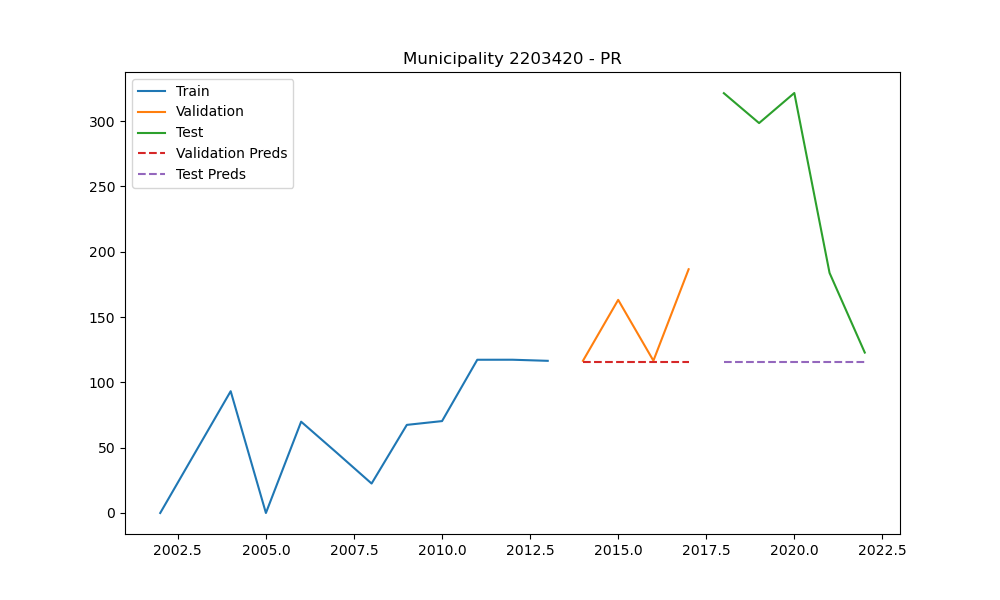 Municipality 2203420 - PR
Train
Validation
Test
Validation Preds
Test Preds
300
250
200
150
100
50
0
2002.5 2005.0 2007.5 2010.0 2012.5 2015.0 2017.5 2020.0 2022.5